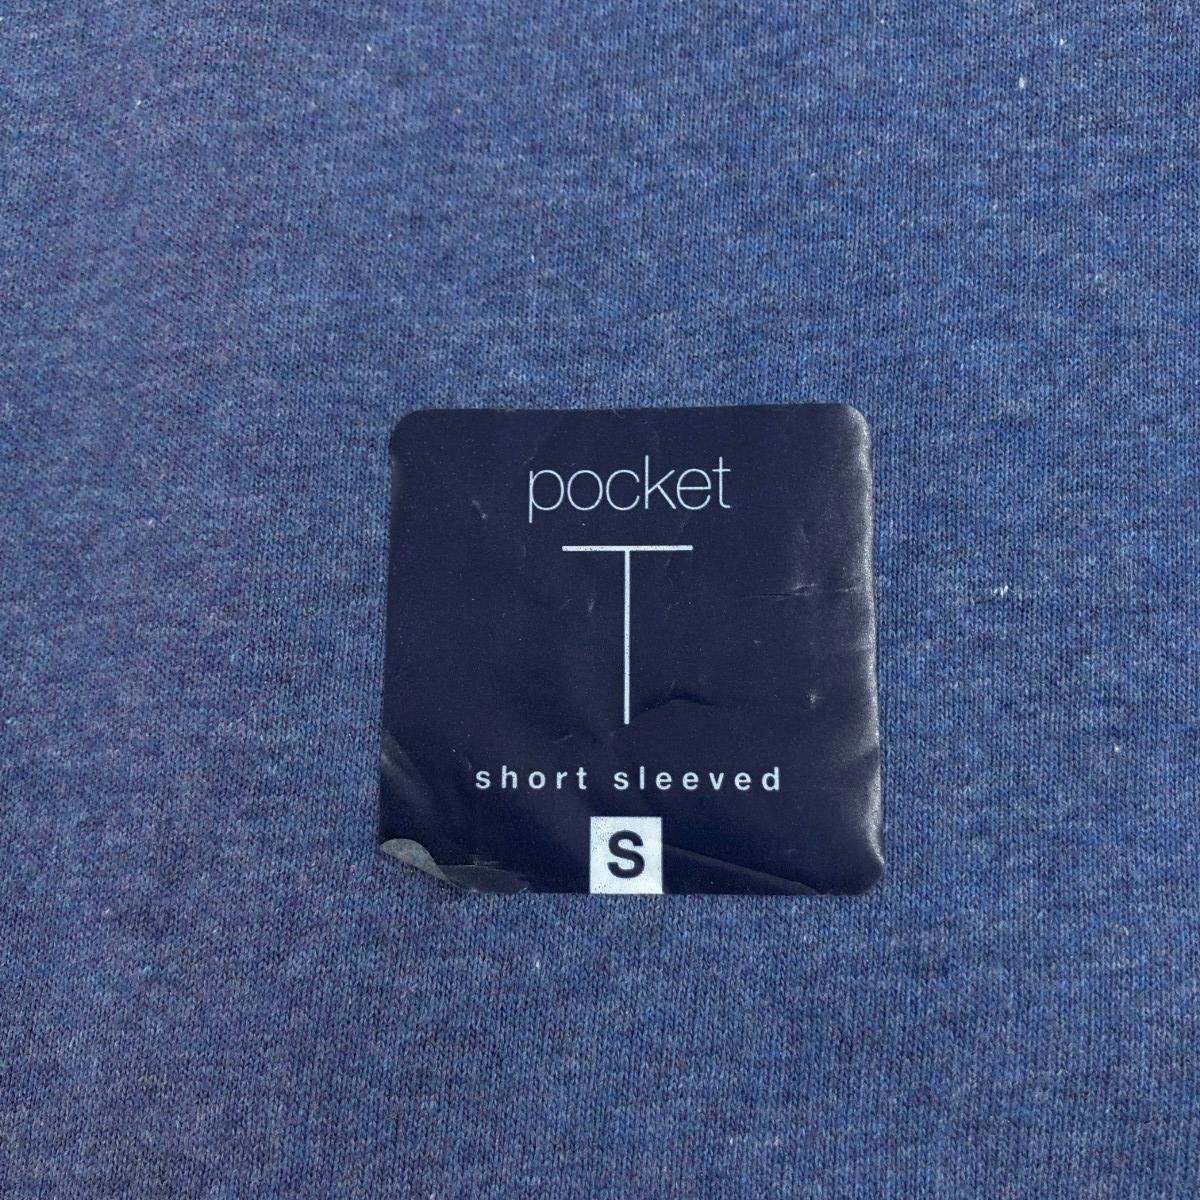 pocket
T
short sleeved
S